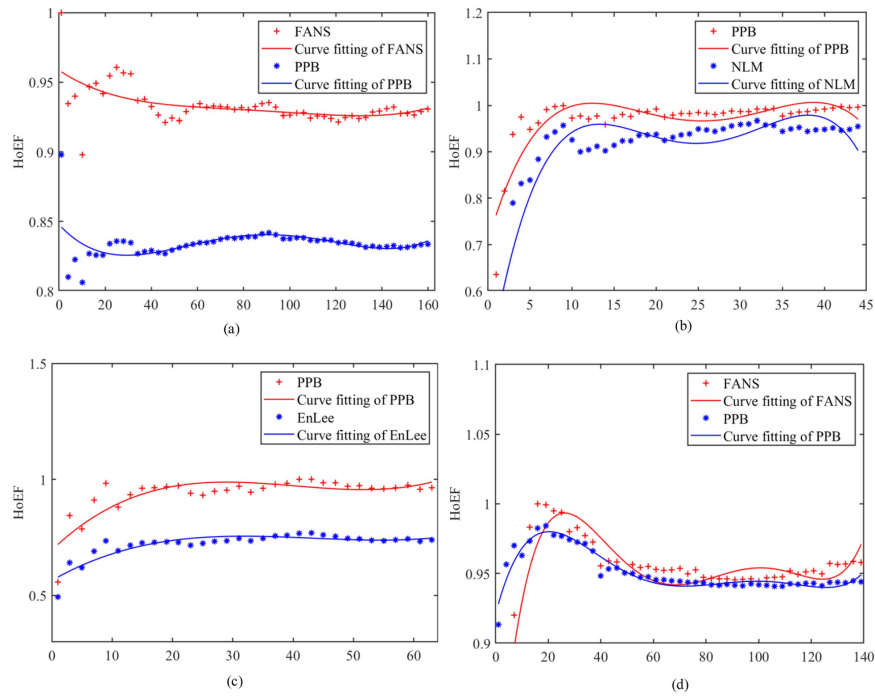 1
0.95
0.9
0.85
0.8
HoEF
0 20 40 60 80 100 120 140 160
FANS
Curve fitting of FANS
PPB
Curve fitting of PPB
(a)
1.2
1.1
1
0.9
0.8
0.7
0.6
HoEF
0 5 10 15 20 25 30 35 40 45
PPB
Curve fitting of PPB
NLM
Curve fitting of NLM
(b)
1.5
1
0.5
HoEF
0 10 20 30 40 50 60
PPB
Curve fitting of PPB
EnLee
Curve fitting of EnLee
(c)
1.1
1.05
1
0.95
0.9
HoEF
0 20 40 60 80 100 120 140
FANS
Curve fitting of FANS
PPB
Curve fitting of PPB
(d)